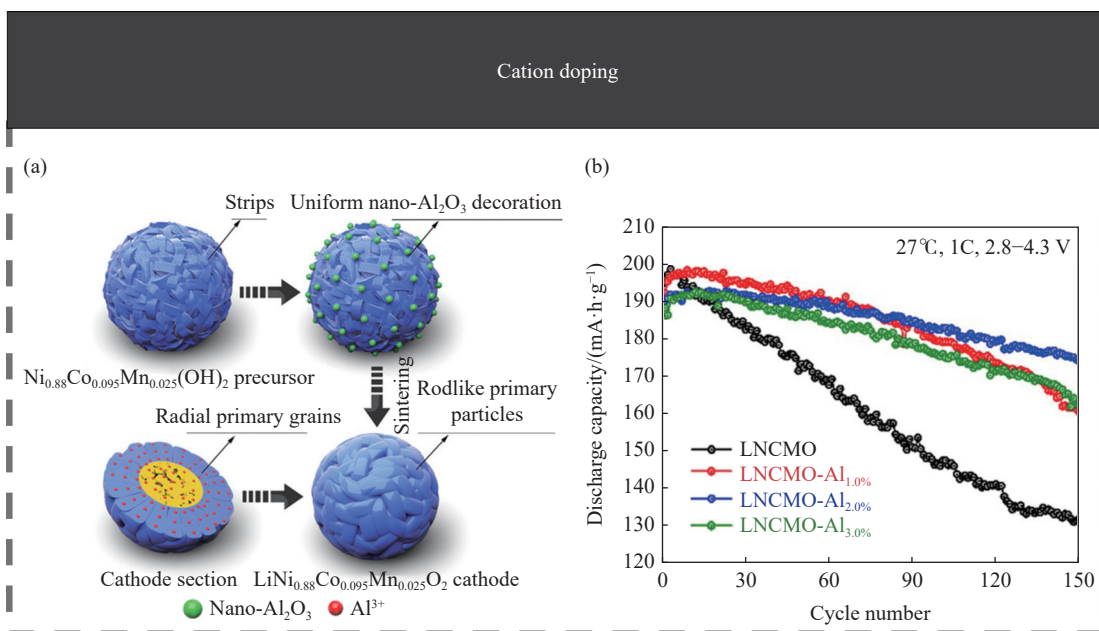 Cation doping
(a)
Strips
Uniform nano-Al₂O₃ decoration
Ni₀.₈₈Co₀.₀₉₅Mn₀.₀₂₅(OH)₂ precursor
Sintering
Radial primary grains
Rodlike primary
particles
Cathode section
LiNi₀.₈₈Co₀.₀₉₅Mn₀.₀₂₅O₂ cathode
Nano-Al₂O₃
Al³⁺
(b)
27℃, 1C, 2.8−4.3 V
Discharge capacity/(mA·h·g⁻¹)
210
200
190
180
170
160
150
140
130
120
LNCMO
LNCMO-Al₁.₀%
LNCMO-Al₂.₀%
LNCMO-Al₃.₀%
0 30 60 90 120 150
Cycle number